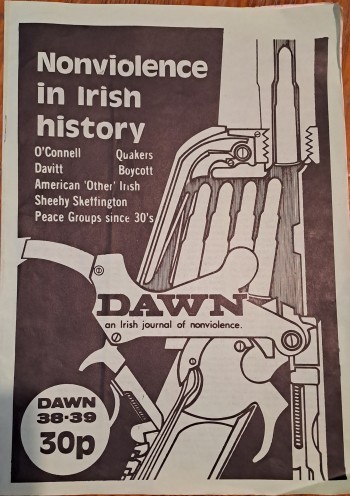 Nonviolence
in Irish
history
O'Connell Quakers
Davitt Boycott
American 'Other' Irish
Sheehy Skeffington
Peace Groups since 30's
DAWN
an Irish journal of nonviolence.
DAWN
38-39
30p